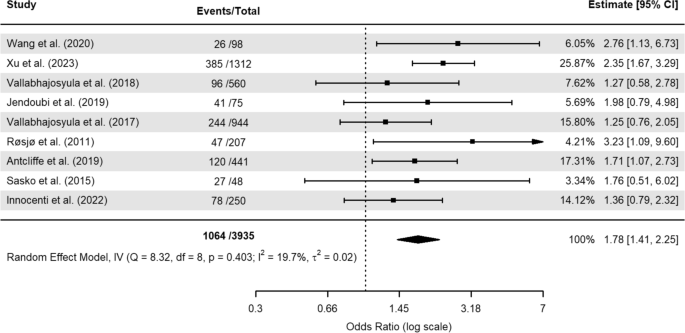 Study Events/Total Estimate [95% CI]
Wang et al. (2020) 26 /98 6.05% 2.76 [1.13, 6.73]
Xu et al. (2023) 385 /1312 25.87% 2.35 [1.67, 3.29]
Vallabhajosyula et al. (2018) 96 /560 7.62% 1.27 [0.58, 2.78]
Jendoubi et al. (2019) 41 /75 5.69% 1.98 [0.79, 4.98]
Vallabhajosyula et al. (2017) 244 /944 15.80% 1.25 [0.76, 2.05]
Røsjø et al. (2011) 47 /207 4.21% 3.23 [1.09, 9.60]
Antcliffe et al. (2019) 120 /441 17.31% 1.71 [1.07, 2.73]
Sasko et al. (2015) 27 /48 3.34% 1.76 [0.51, 6.02]
Innocenti et al. (2022) 78 /250 14.12% 1.36 [0.79, 2.32]
1064 /3935 100% 1.78 [1.41, 2.25]
Random Effect Model, IV (Q = 8.32, df = 8, p = 0.403; I² = 19.7%, τ² = 0.02)
0.3 0.66 1.45 3.18 7
Odds Ratio (log scale)